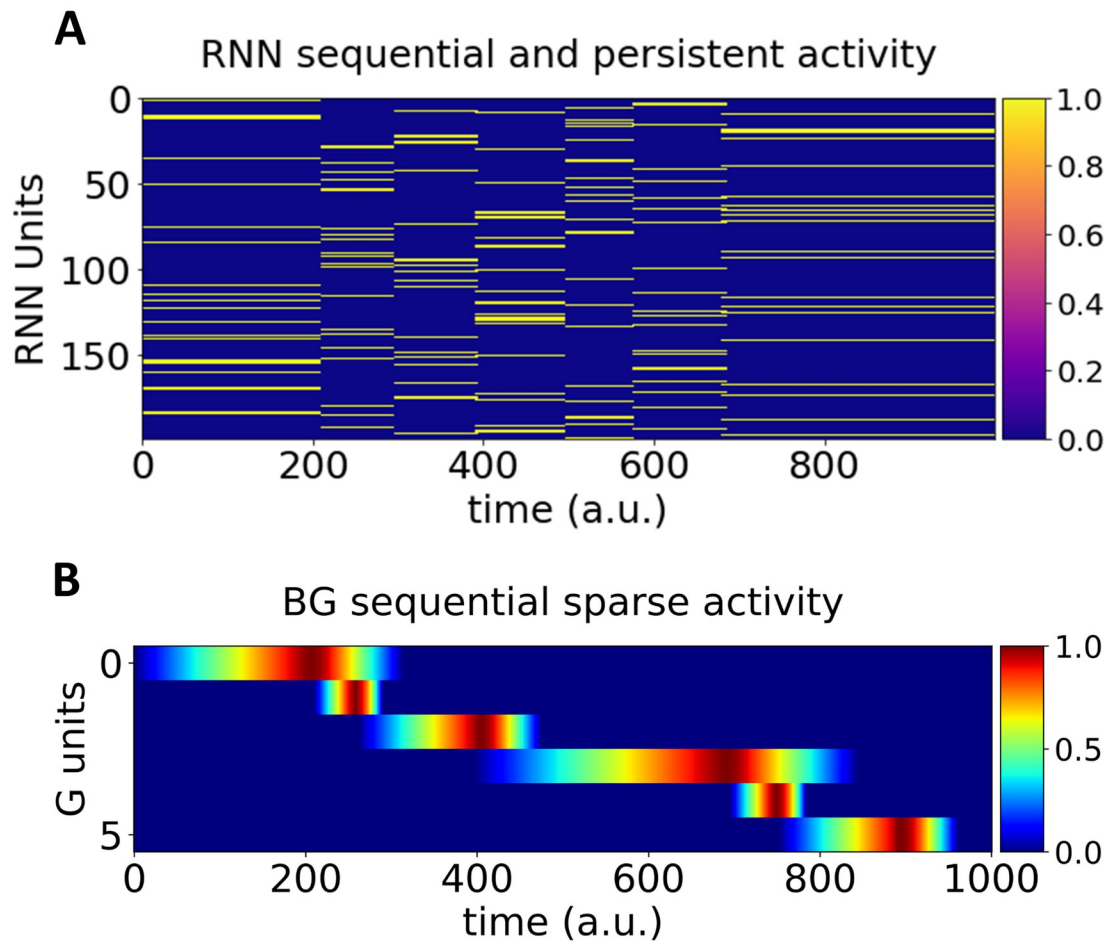 A
RNN sequential and persistent activity
RNN Units
0
50
100
150
0 200 400 600 800
time (a.u.)
1.0
0.8
0.6
0.4
0.2
0.0
B
BG sequential sparse activity
G units
0
5
0 200 400 600 800 1000
time (a.u.)
1.0
0.5
0.0